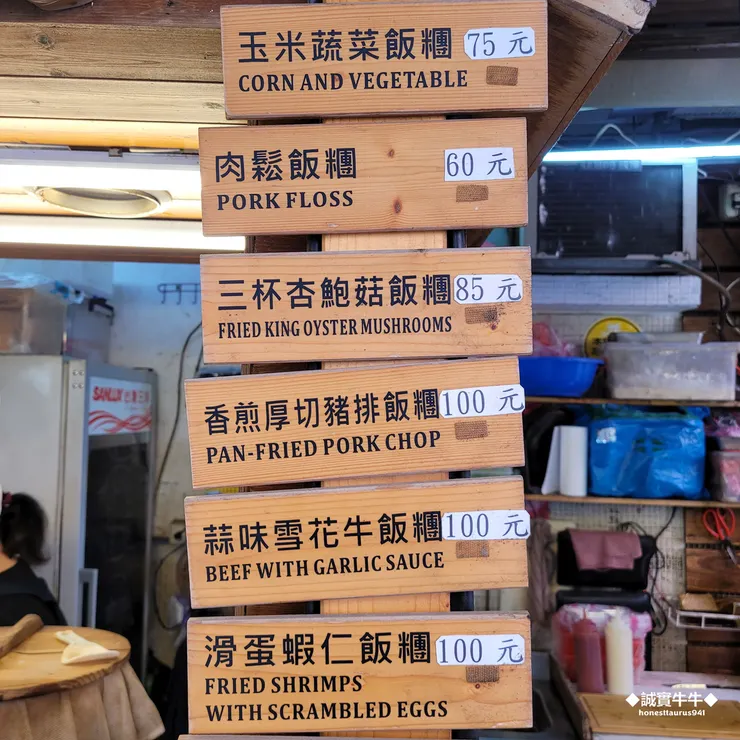 玉米蔬菜飯糰 75元
CORN AND VEGETABLE
肉鬆飯糰 60元
PORK FLOSS
三杯杏鮑菇飯糰 85元
FRIED KING OYSTER MUSHROOMS
香煎厚切豬排飯糰 100元
PAN-FRIED PORK CHOP
蒜味雪花牛飯糰 100元
BEEF WITH GARLIC SAUCE
滑蛋蝦仁飯糰 100元
FRIED SHRIMPS
WITH SCRAMBLED EGGS
SANLUX
◆誠實牛牛◆
honesttaurus941